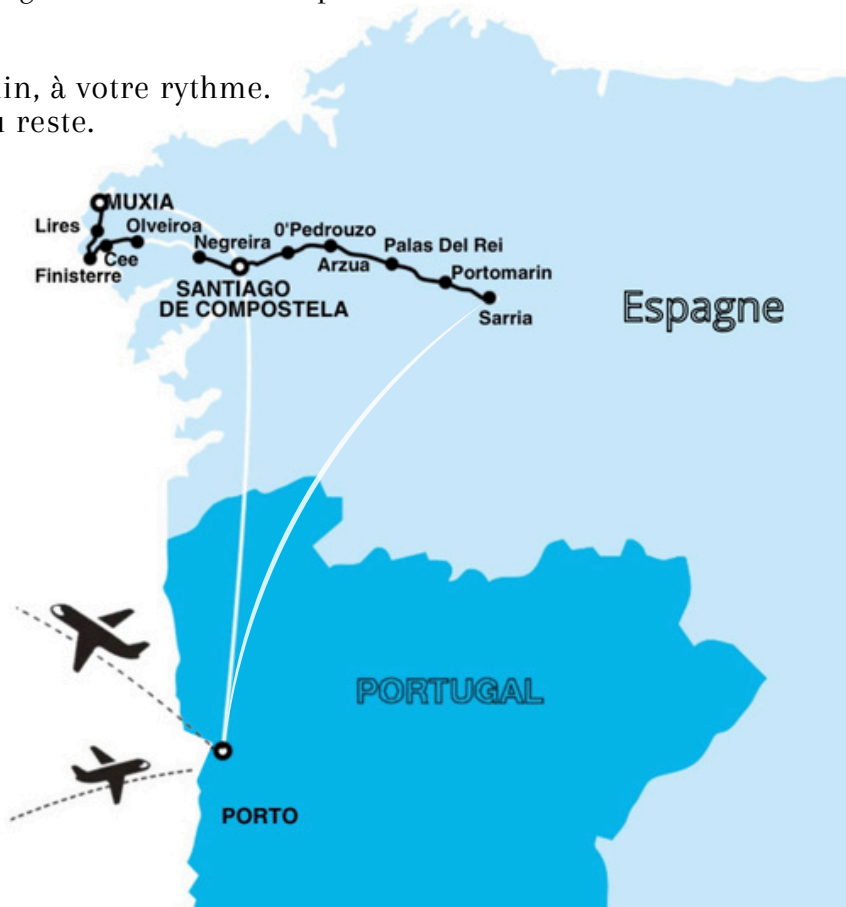 in, à votre rythme.
reste.
MUXIA
Lires
Olveiroa
Negreira
O'Pedrouzo
Cee
Finisterre
Arzua
Palas Del Rei
Portomarin
SANTIAGO
DE COMPOSTELA
Sarria
Espagne
PORTUGAL
PORTO